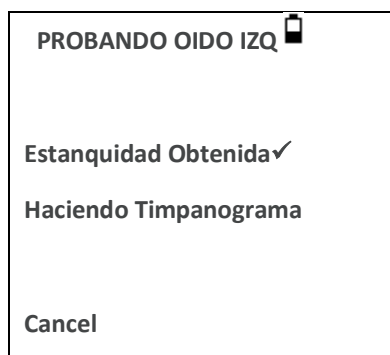 PROBANDO OIDO IZQ
Estanquidad Obtenida✓
Haciendo Timpanograma
Cancel